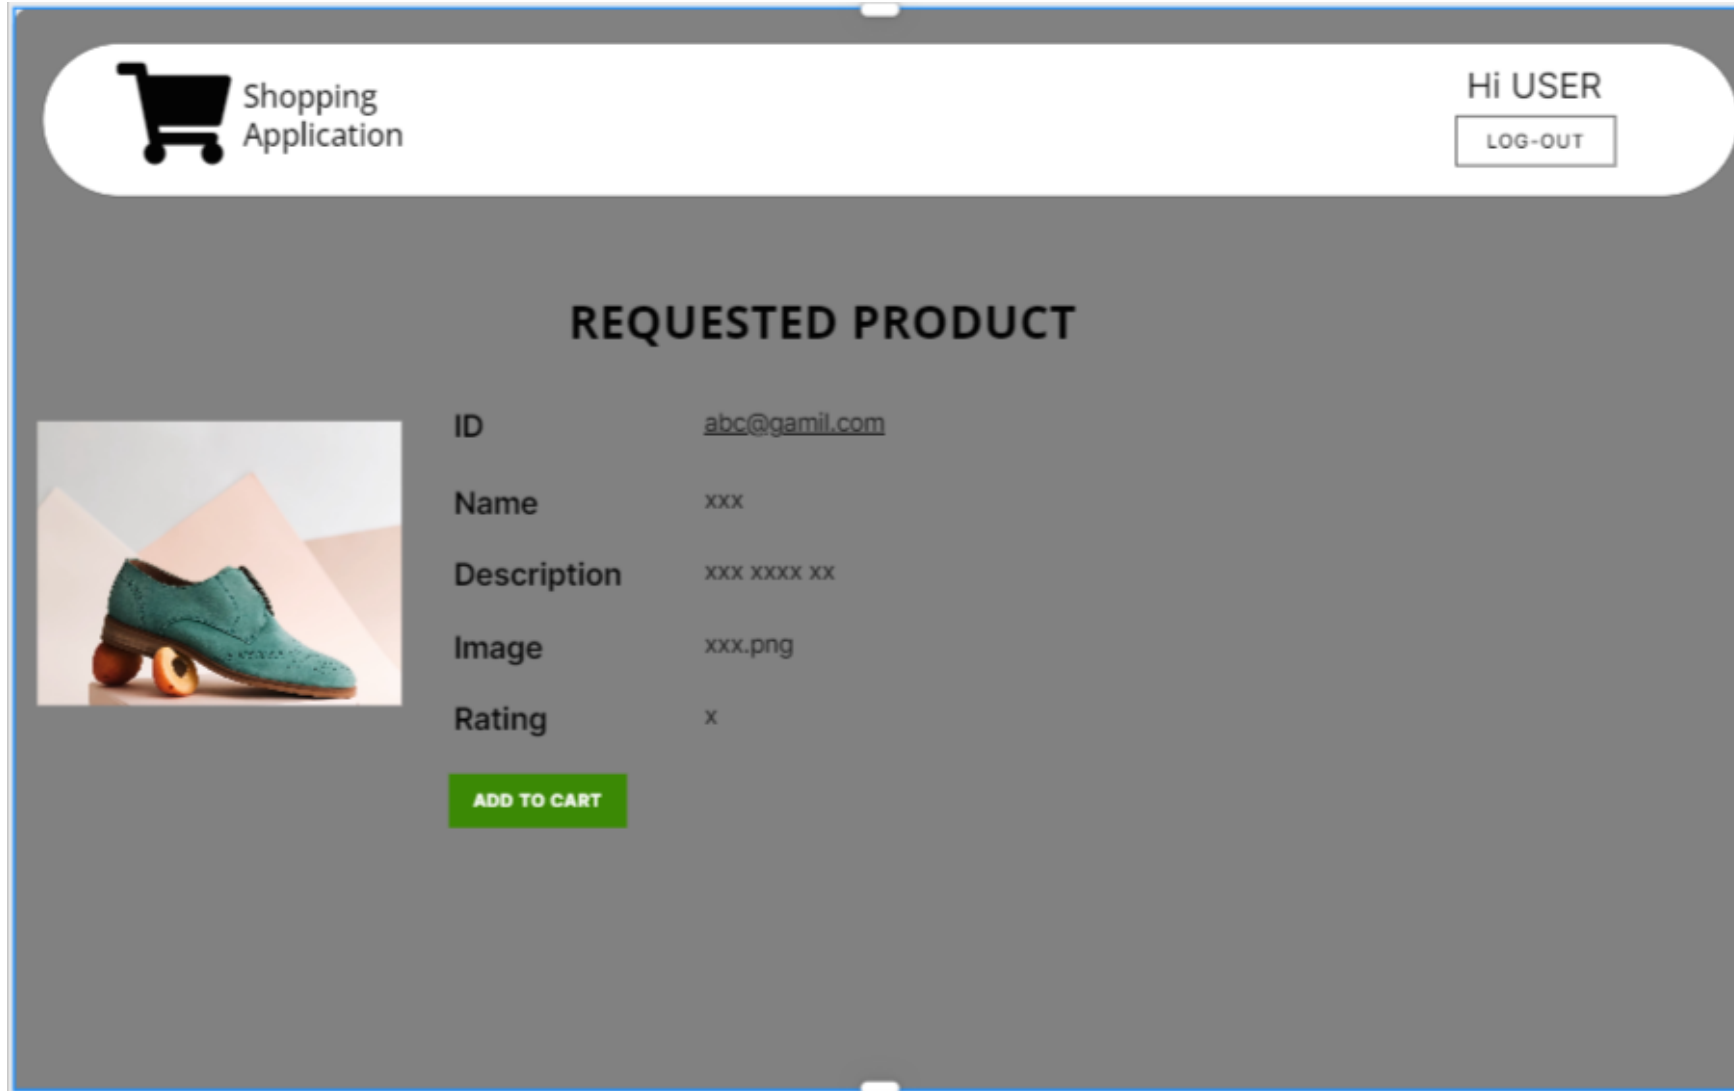 Shopping
Application
Hi USER
LOG-OUT
REQUESTED PRODUCT
ID abc@gamil.com
Name xxx
Description xxx xxxx xx
Image xxx.png
Rating x
ADD TO CART